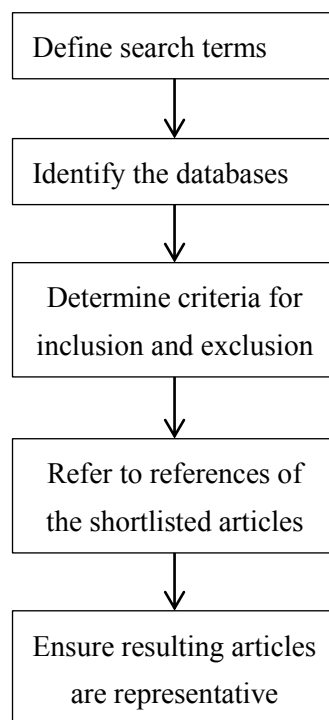 Define search terms
Identify the databases
Determine criteria for
inclusion and exclusion
Refer to references of
the shortlisted articles
Ensure resulting articles
are representative